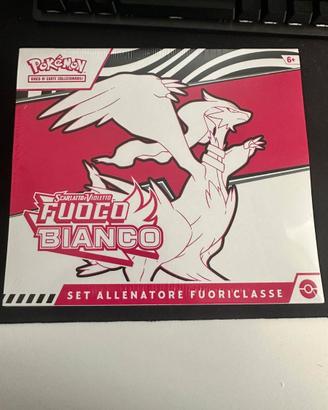 POKÉMON
GIOCO DI CARTE COLLEZIONABILI
6+
SCARLATTO E VIOLETTO
FUOCO
BIANCO
SET ALLENATORE FUORICLASSE